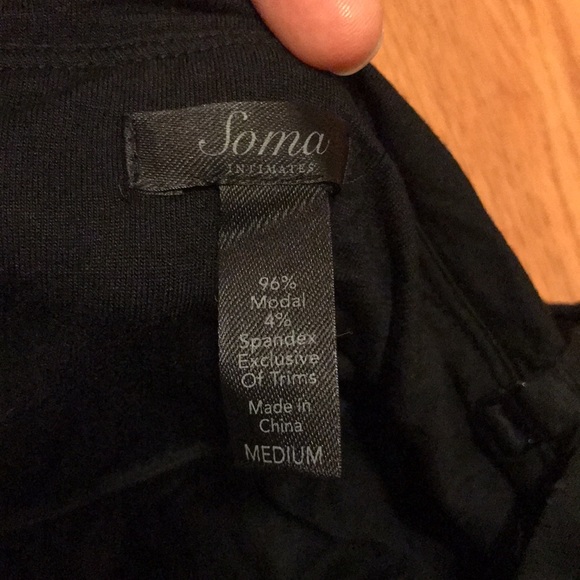 Soma
INTIMATES
96%
Modal
4%
Spandex
Exclusive
Of Trims
Made in
China
MEDIUM